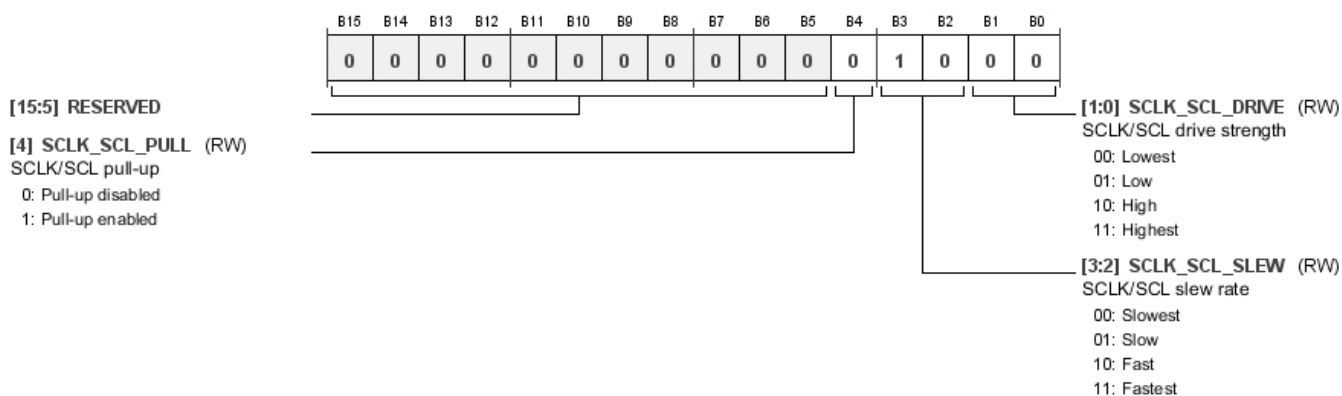 B15 B14 B13 B12 B11 B10 B9 B8 B7 B6 B5 B4 B3 B2 B1 B0
0 0 0 0 0 0 0 0 0 0 0 0 1 0 0 0
[15:5] RESERVED
[4] SCLK_SCL_PULL (RW)
SCLK/SCL pull-up
0: Pull-up disabled
1: Pull-up enabled
[1:0] SCLK_SCL_DRIVE (RW)
SCLK/SCL drive strength
00: Lowest
01: Low
10: High
11: Highest
[3:2] SCLK_SCL_SLEW (RW)
SCLK/SCL slew rate
00: Slowest
01: Slow
10: Fast
11: Fastest